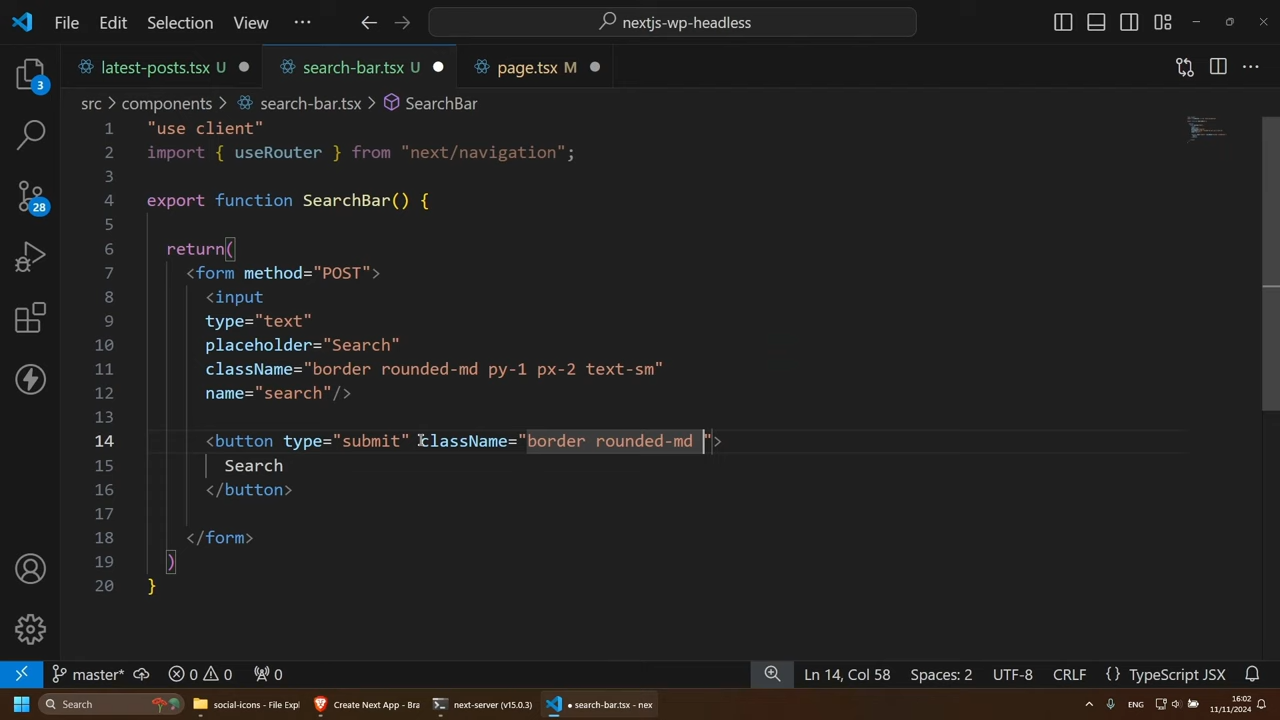 File Edit Selection View ··· nextjs-wp-headless
latest-posts.tsx U search-bar.tsx U page.tsx M
src > components > search-bar.tsx > SearchBar
1 "use client"
2 import { useRouter } from "next/navigation";
3
4 export function SearchBar() {
5
6 return(
7 <form method="POST">
8 <input
9 type="text"
10 placeholder="Search"
11 className="border rounded-md py-1 px-2 text-sm"
12 name="search"/>
13
14 <button type="submit" className="border rounded-md ">
15 Search
16 </button>
17
18 </form>
19 )
20 }
3
28
master* 0 0 0 Ln 14, Col 58 Spaces: 2 UTF-8 CRLF {} TypeScript JSX
Search social-icons - File Expl Create Next App - Bra next-server (v15.0.3) search-bar.tsx - nex ENG 16:02
11/11/2024